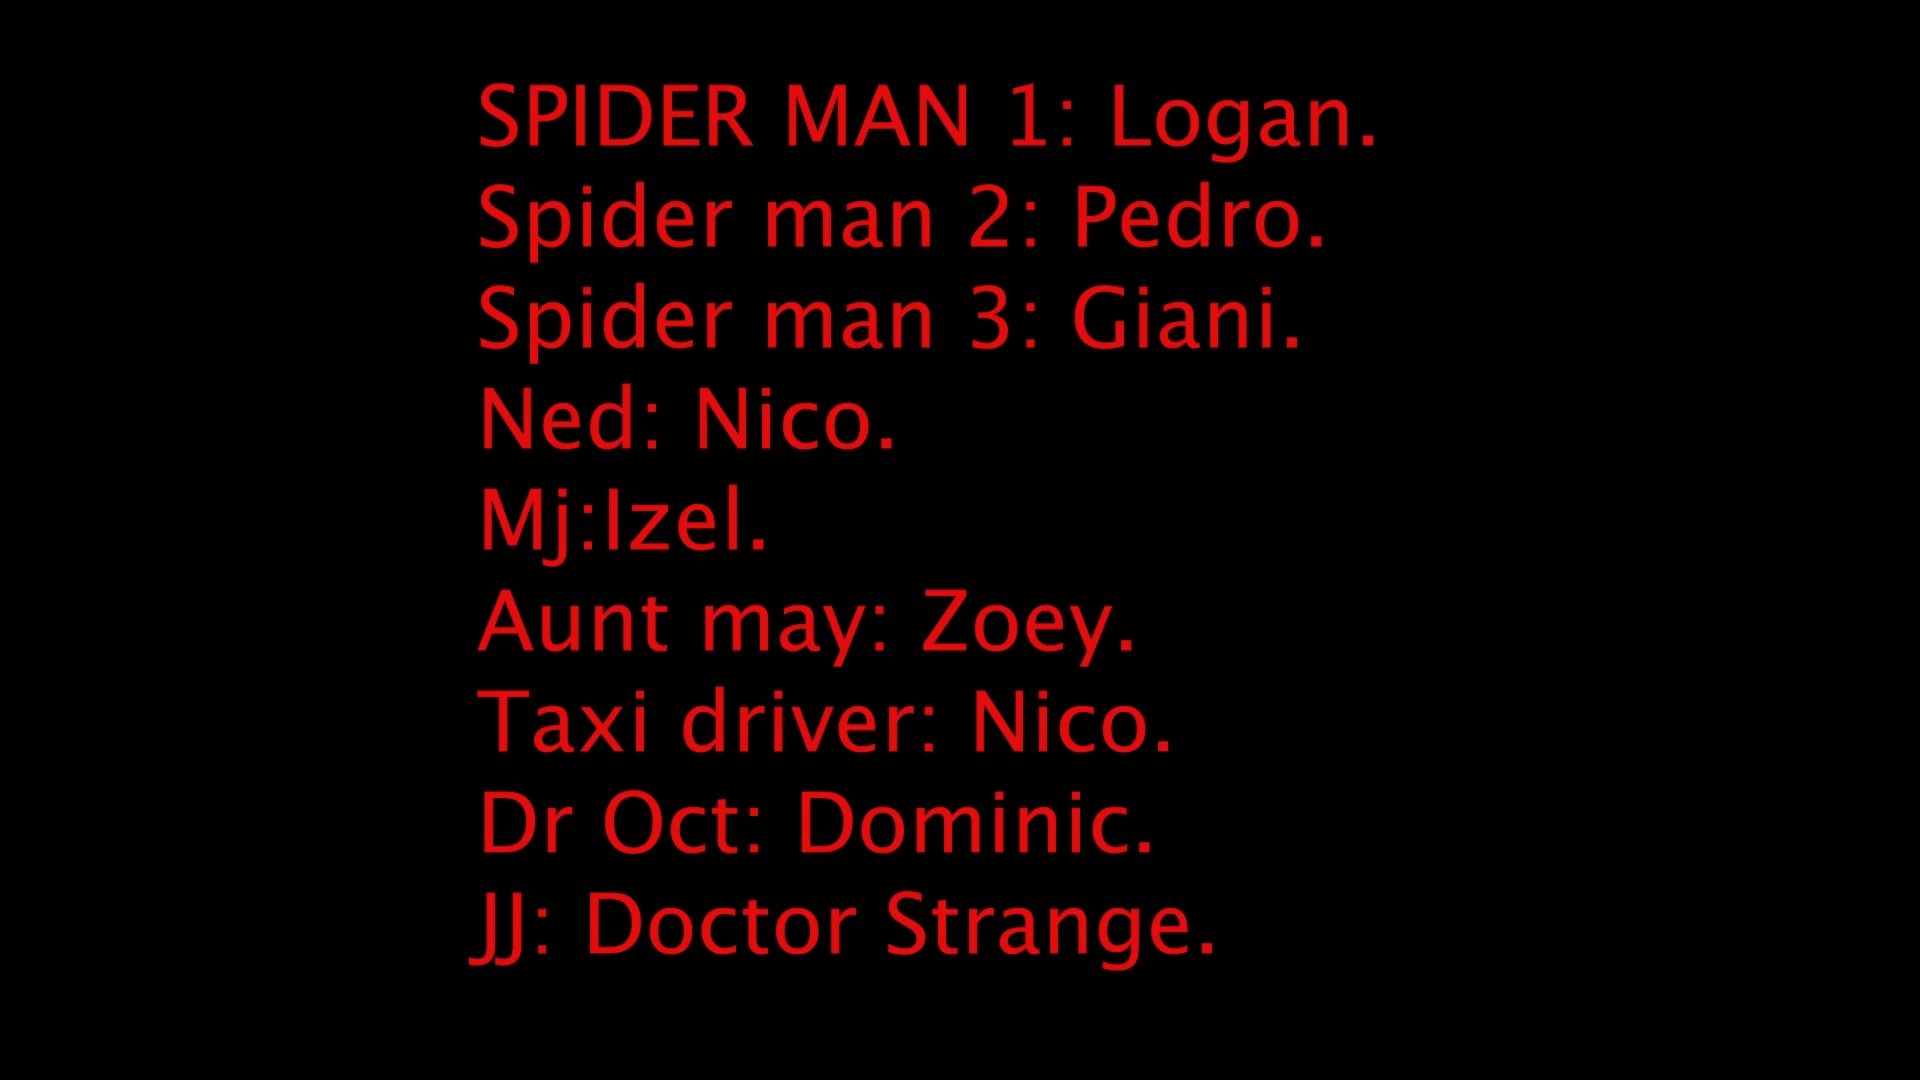 SPIDER MAN 1: Logan.
Spider man 2: Pedro.
Spider man 3: Giani.
Ned: Nico.
Mj:Izel.
Aunt may: Zoey.
Taxi driver: Nico.
Dr Oct: Dominic.
JJ: Doctor Strange.